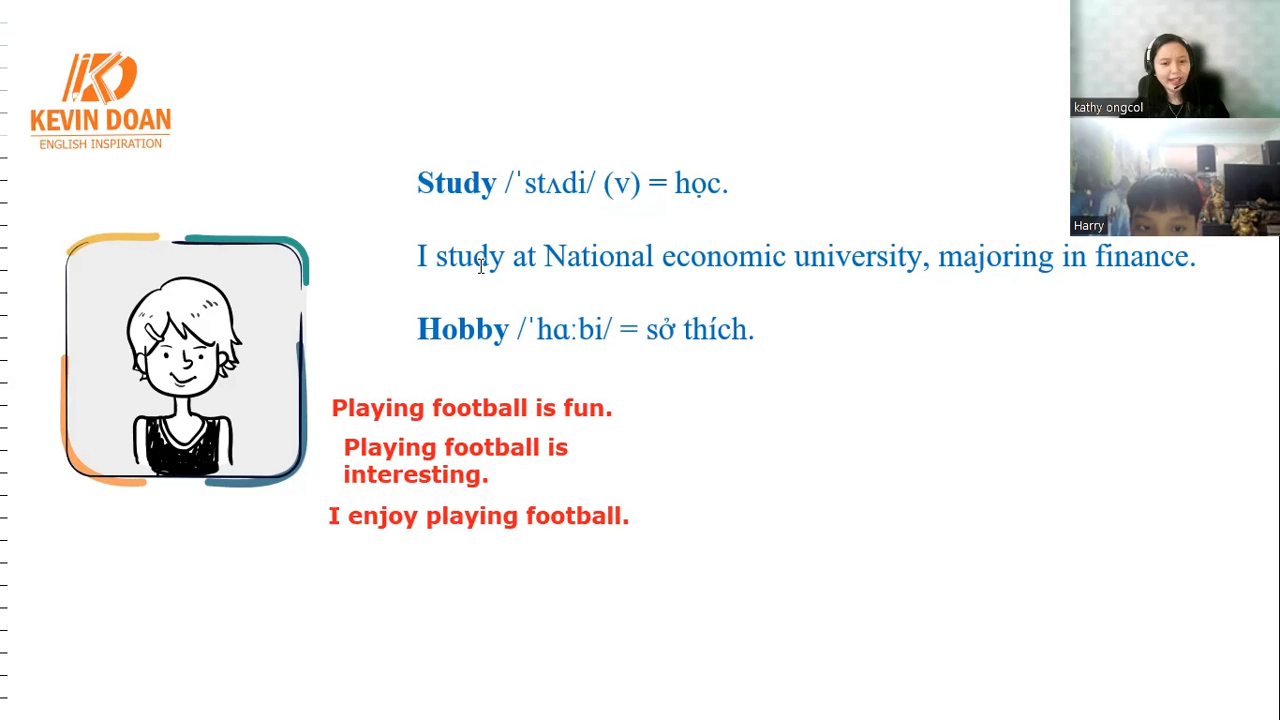 KEVIN DOAN
ENGLISH INSPIRATION
kathy ongcol
Harry
Study /ˈstʌdi/ (v) = học.
I study at National economic university, majoring in finance.
Hobby /ˈhɑːbi/ = sở thích.
Playing football is fun.
Playing football is
interesting.
I enjoy playing football.